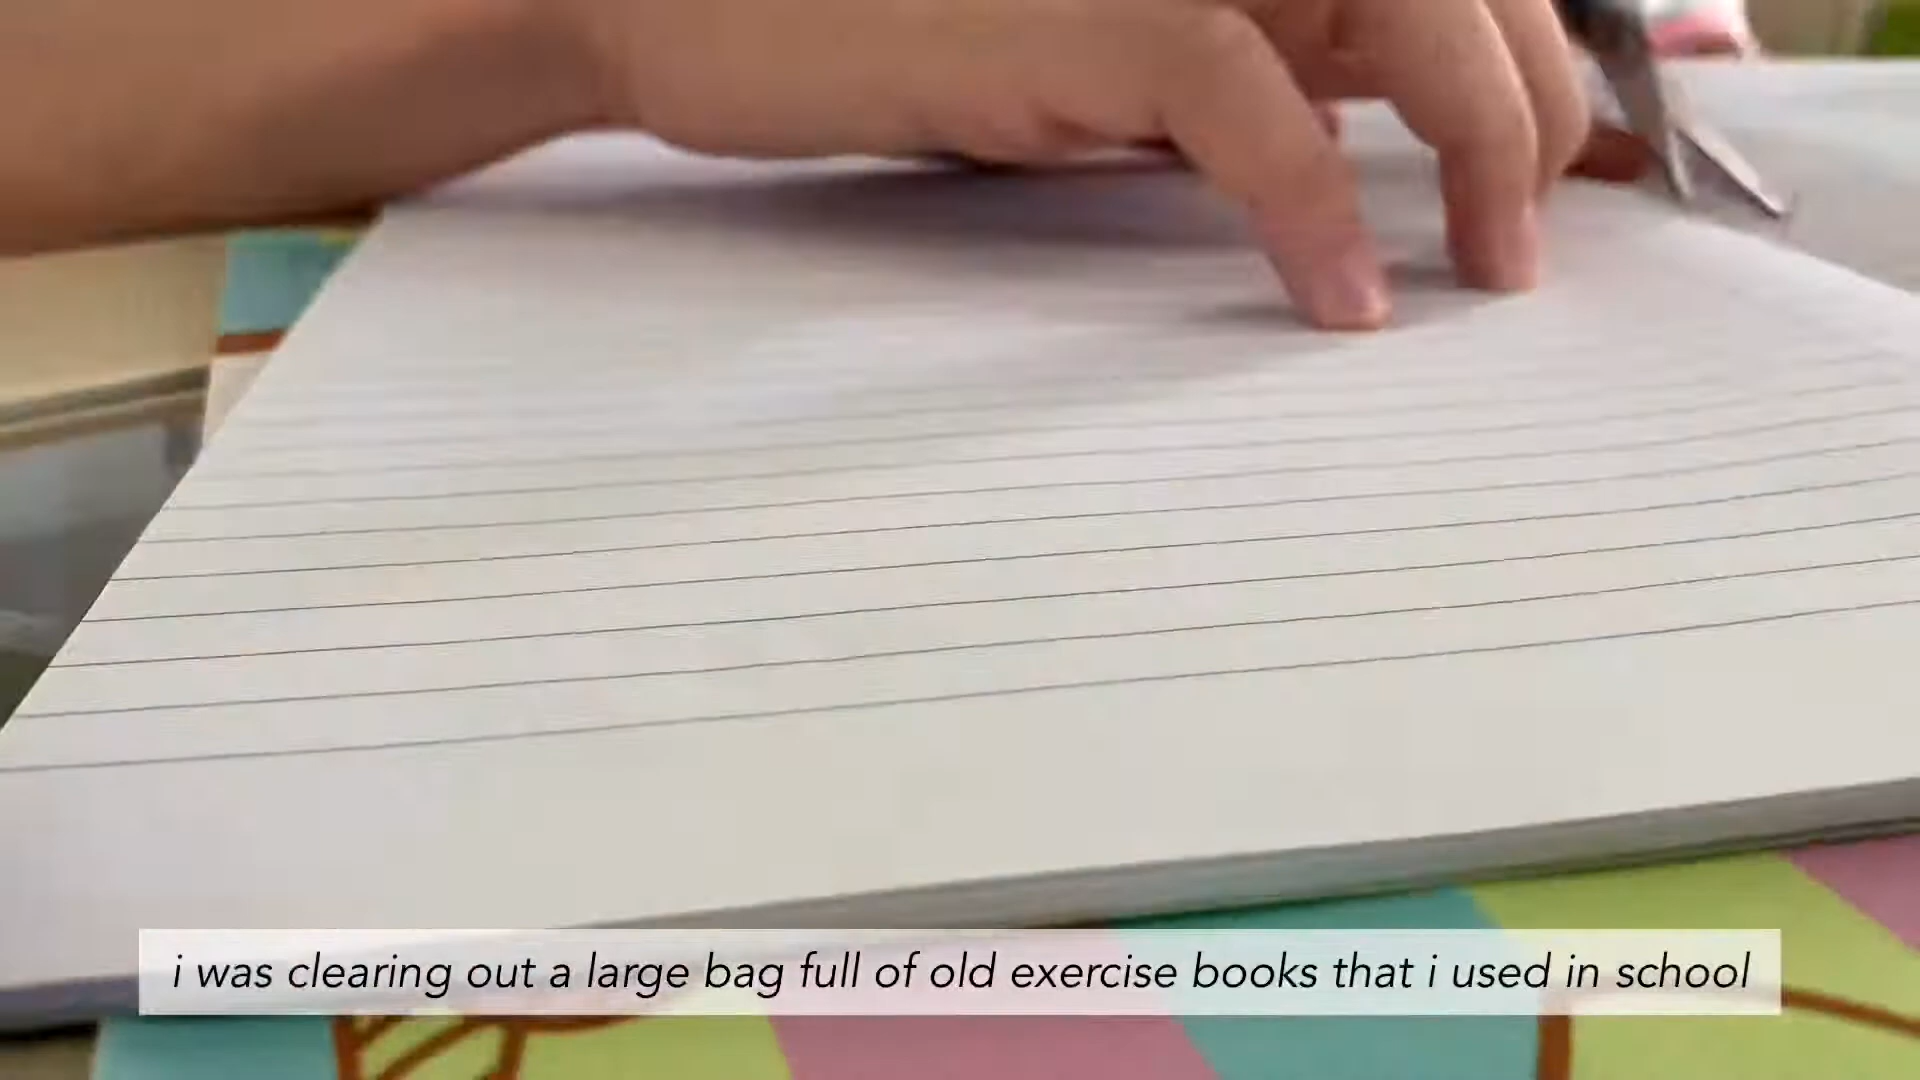 i was clearing out a large bag full of old exercise books that i used in school